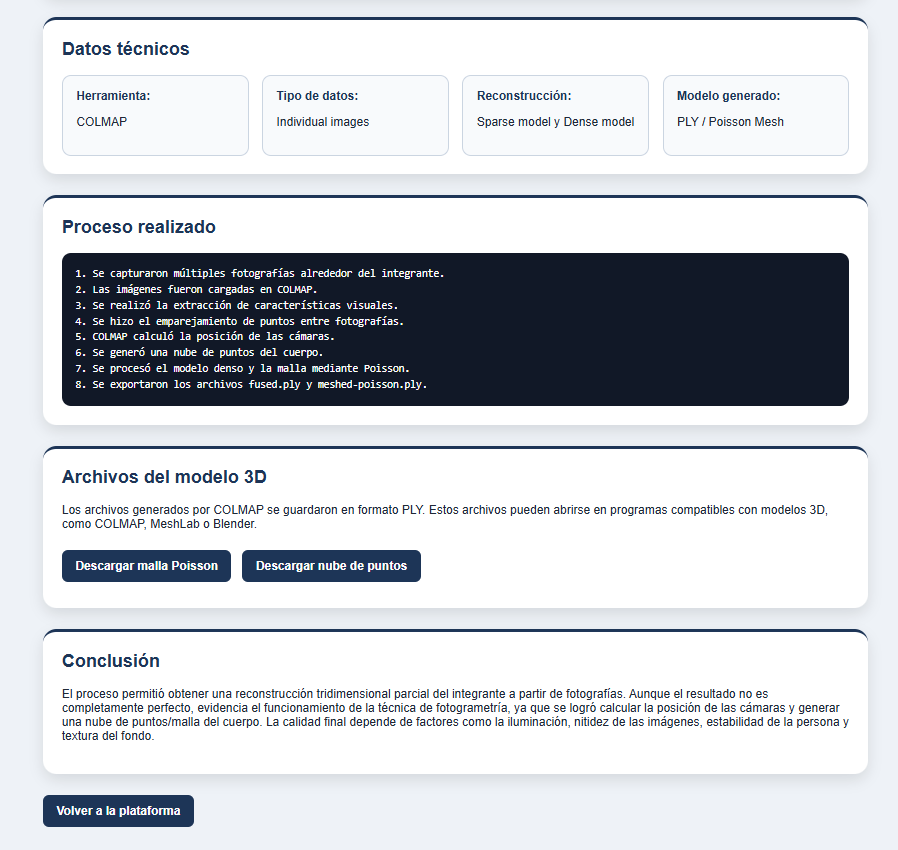 Datos técnicos
Herramienta:
COLMAP
Tipo de datos:
Individual images
Reconstrucción:
Sparse model y Dense model
Modelo generado:
PLY / Poisson Mesh
Proceso realizado
1. Se capturaron múltiples fotografías alrededor del integrante.
2. Las imágenes fueron cargadas en COLMAP.
3. Se realizó la extracción de características visuales.
4. Se hizo el emparejamiento de puntos entre fotografías.
5. COLMAP calculó la posición de las cámaras.
6. Se generó una nube de puntos del cuerpo.
7. Se procesó el modelo denso y la malla mediante Poisson.
8. Se exportaron los archivos fused.ply y meshed-poisson.ply.
Archivos del modelo 3D
Los archivos generados por COLMAP se guardaron en formato PLY. Estos archivos pueden abrirse en programas compatibles con modelos 3D,
como COLMAP, MeshLab o Blender.
Descargar malla Poisson
Descargar nube de puntos
Conclusión
El proceso permitió obtener una reconstrucción tridimensional parcial del integrante a partir de fotografías. Aunque el resultado no es
completamente perfecto, evidencia el funcionamiento de la técnica de fotogrametría, ya que se logró calcular la posición de las cámaras y generar
una nube de puntos/malla del cuerpo. La calidad final depende de factores como la iluminación, nitidez de las imágenes, estabilidad de la persona y
textura del fondo.
Volver a la plataforma